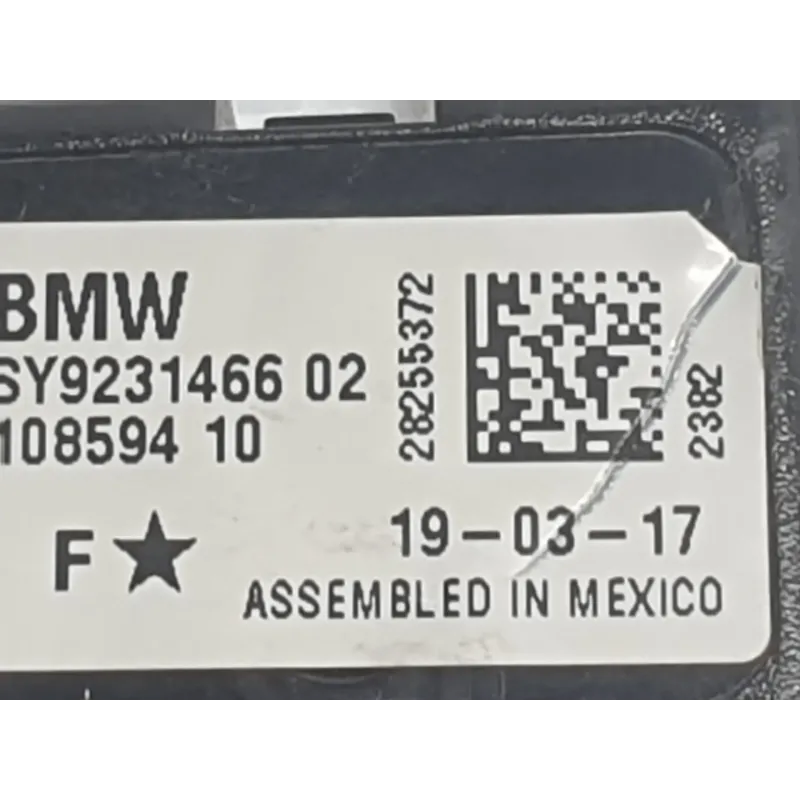 BMW
SY9231466 02
108594 10
28255372
2382
F★
19-03-17
ASSEMBLED IN MEXICO